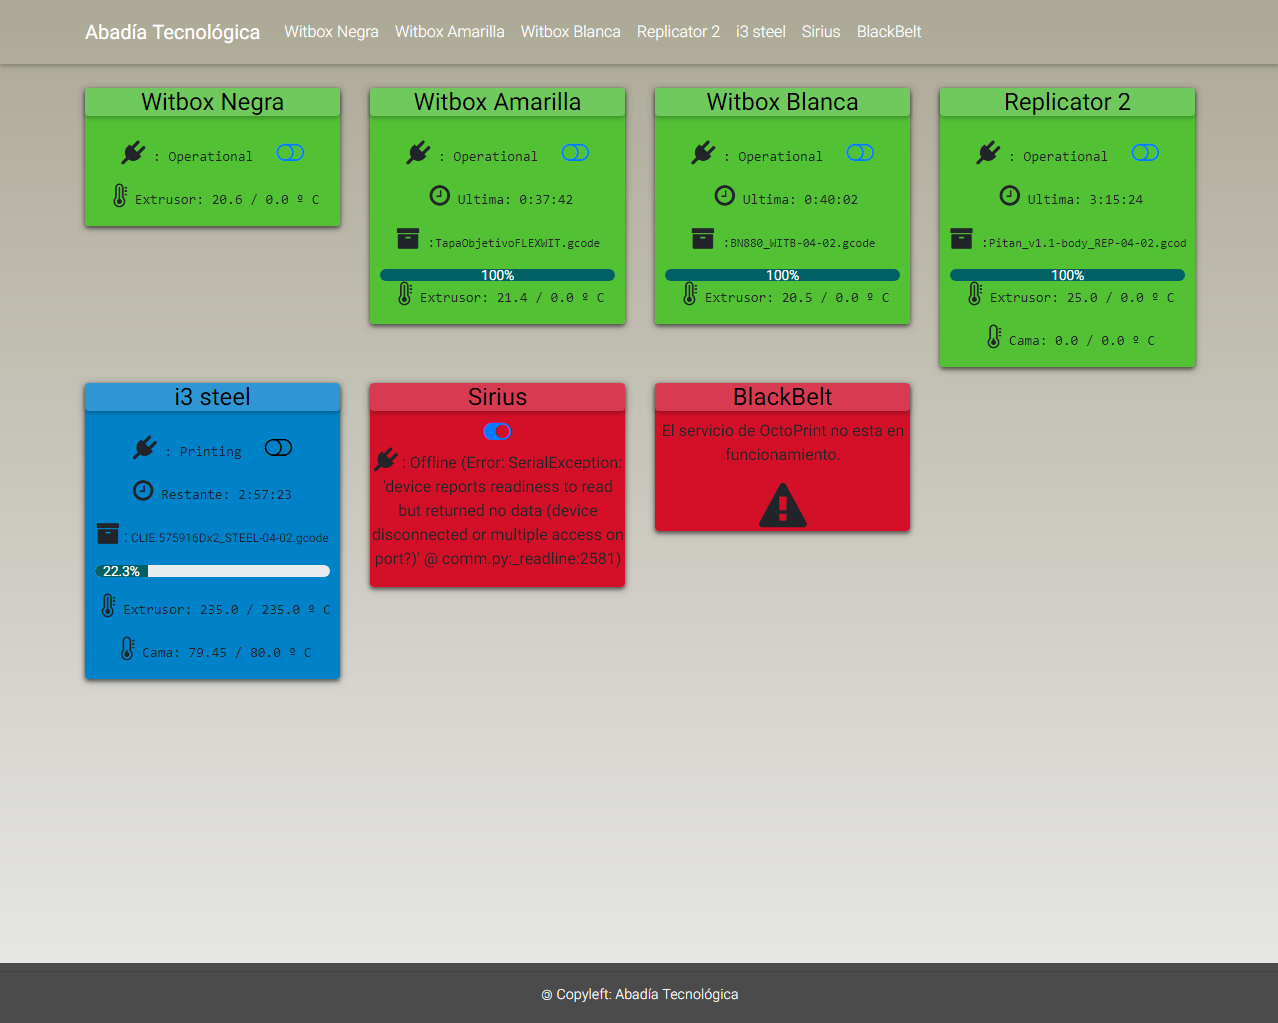 Abadía Tecnológica Witbox Negra Witbox Amarilla Witbox Blanca Replicator 2 i3 steel Sirius BlackBelt
Witbox Negra
: Operational
Extrusor: 20.6 / 0.0 º C
Witbox Amarilla
: Operational
Ultima: 0:37:42
:TapaObjetivoFLEXWIT.gcode
100%
Extrusor: 21.4 / 0.0 º C
Witbox Blanca
: Operational
Ultima: 0:40:02
:BN880_WITB-04-02.gcode
100%
Extrusor: 20.5 / 0.0 º C
Replicator 2
: Operational
Ultima: 3:15:24
:Pitan_v1.1-body_REP-04-02.gcod
100%
Extrusor: 25.0 / 0.0 º C
Cama: 0.0 / 0.0 º C
i3 steel
: Printing
Restante: 2:57:23
: CLIE.575916Dx2_STEEL-04-02.gcode
22.3%
Extrusor: 235.0 / 235.0 º C
Cama: 79.45 / 80.0 º C
Sirius
: Offline (Error: SerialException:
'device reports readiness to read
but returned no data (device
disconnected or multiple access on
port?)' @ comm.py:_readline:2581)
BlackBelt
El servicio de OctoPrint no esta en
funcionamiento.
@ Copyleft: Abadía Tecnológica